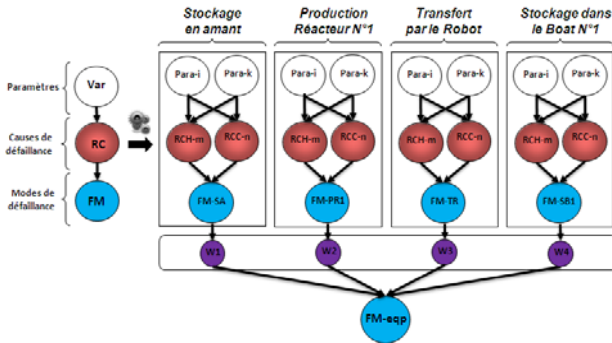 Stockage
en amant
Production
Réacteur N°1
Transfert
par le Robot
Stockage dans
le Boat N°1
Paramètres
Var
Para-i
Para-k
Para-i
Para-k
Para-i
Para-k
Para-i
Para-k
Causes de
défaillance
RC
RCH-m
RCC-n
RCH-m
RCC-n
RCH-m
RCC-n
RCH-m
RCC-n
Modes de
défaillance
FM
FM-SA
FM-PR1
FM-TR
FM-SB1
W1
W2
W3
W4
FM-eqp